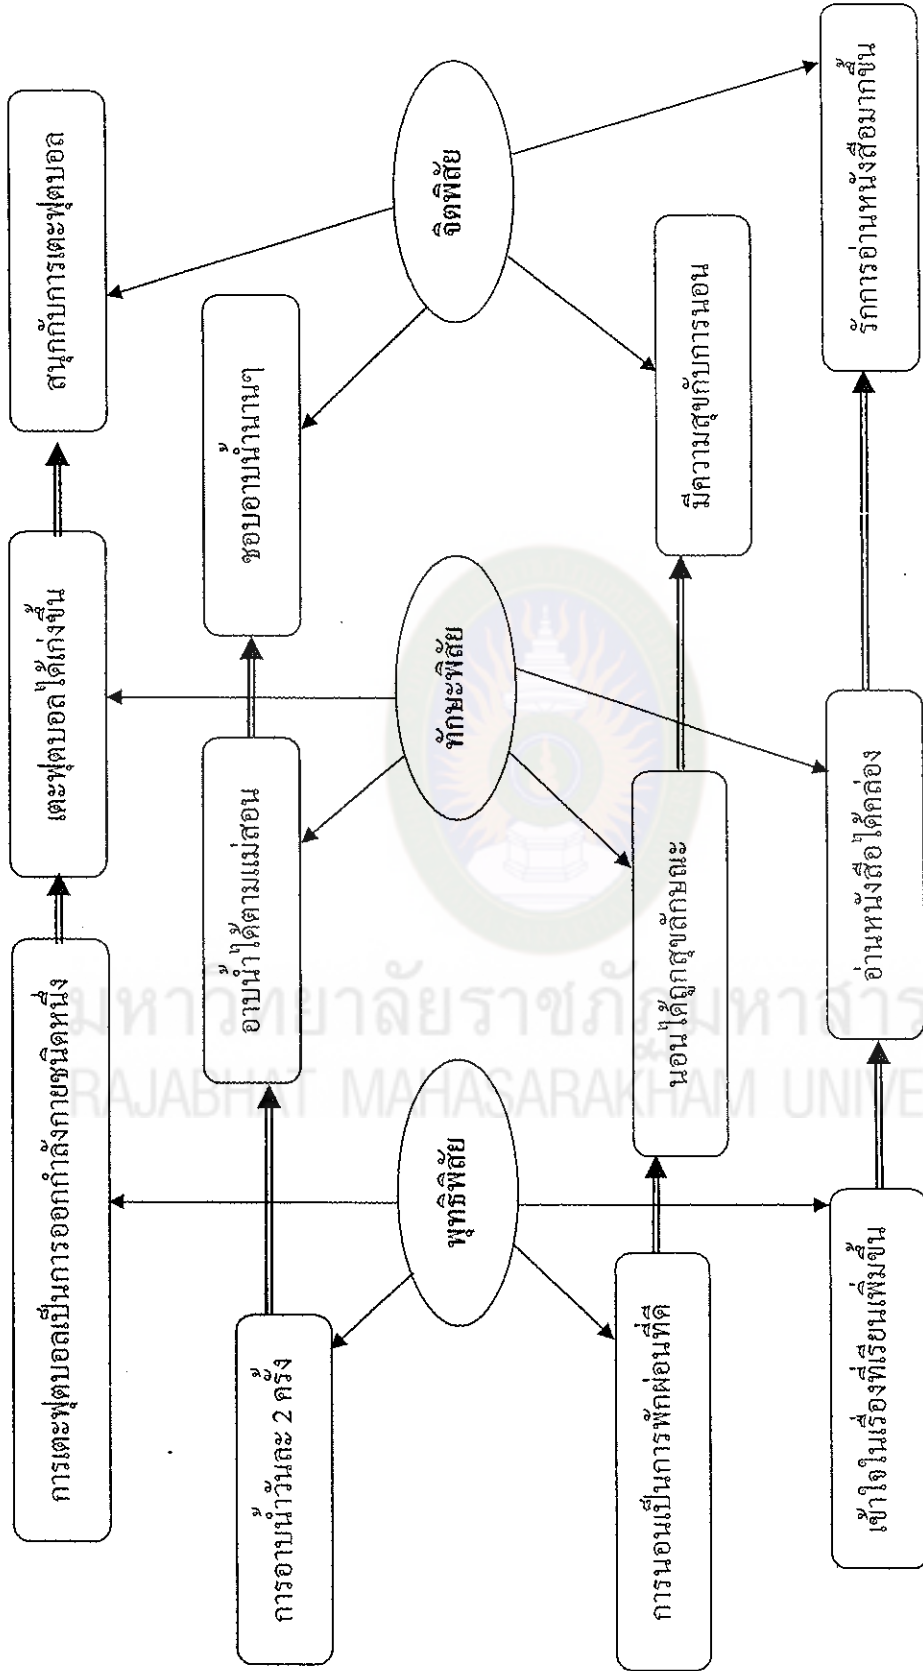 การเตะฟุตบอลเป็นการออกกำลังกายชนิดหนึ่ง
เตะฟุตบอลได้เก่งขึ้น
สนุกกับการเตะฟุตบอล
การอาบน้ำวันละ 2 ครั้ง
อาบน้ำได้ตามแม่สอน
ชอบอาบน้ำนานๆ
พุทธิพิสัย
ทักษะพิสัย
จิตพิสัย
การนอนเป็นการพักผ่อนที่ดี
นอนได้ถูกสุขลักษณะ
มีความสุขกับการนอน
เข้าใจในเรื่องที่เรียนเพิ่มขึ้น
อ่านหนังสือได้คล่อง
รักการอ่านหนังสือมากขึ้น
มหาวิทยาลัยราชภัฏมหาสาร
RAJABHAT MAHASARAKHAM UNIVE